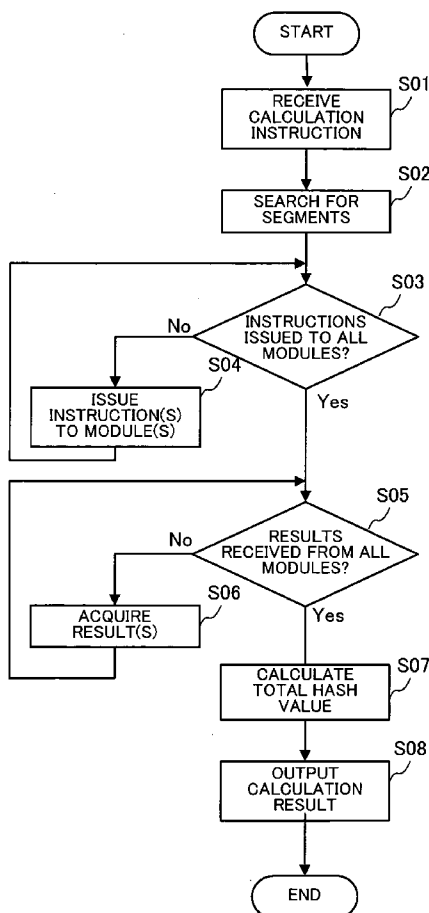 START
S01
RECEIVE
CALCULATION
INSTRUCTION
S02
SEARCH FOR
SEGMENTS
S03
INSTRUCTIONS
ISSUED TO ALL
MODULES?
No
Yes
S04
ISSUE
INSTRUCTION(S)
TO MODULE(S)
S05
RESULTS
RECEIVED FROM ALL
MODULES?
No
Yes
S06
ACQUIRE
RESULT(S)
S07
CALCULATE
TOTAL HASH
VALUE
S08
OUTPUT
CALCULATION
RESULT
END